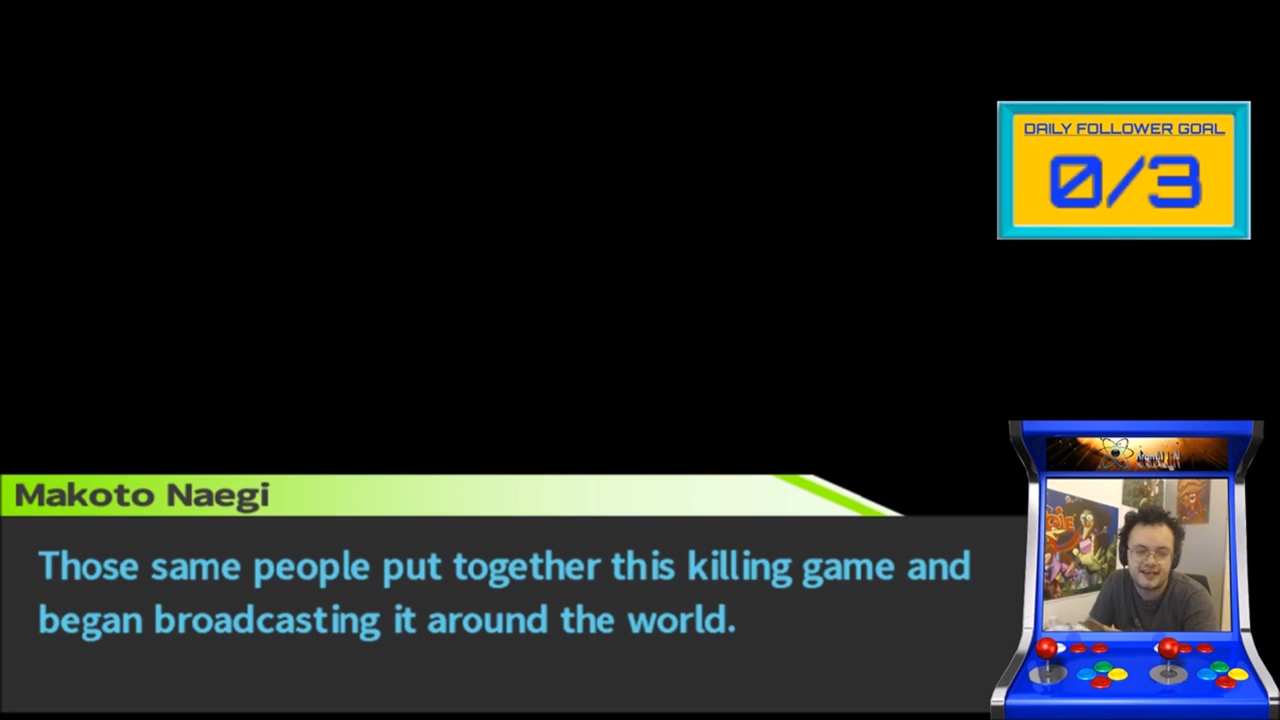 DAILY FOLLOWER GOAL
0/3
Makoto Naegi
Those same people put together this killing game and
began broadcasting it around the world.